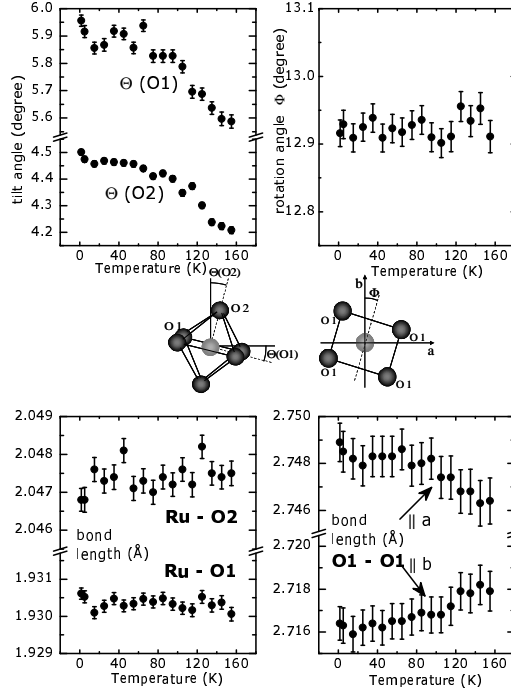 6.0
5.9
5.8
5.7
5.6
4.5
4.4
4.3
4.2
tilt angle (degree)
Θ (O1)
Θ (O2)
0 40 80 120 160
Temperature (K)
13.1
13.0
12.9
12.8
rotation angle Φ (degree)
0 40 80 120 160
Temperature (K)
Θ(O2)
O 2
O 1
Θ(O1)
b
Φ
O 1
O 1
a
O1
O 1
2.049
2.048
2.047
2.046
1.931
1.930
1.929
Ru - O2
bond
length (Å)
Ru - O1
0 40 80 120 160
Temperature (K)
2.750
2.748
2.746
2.720
2.718
2.716
|| a
bond
length (Å)
O1 - O1 || b
0 40 80 120 160
Temperature (K)